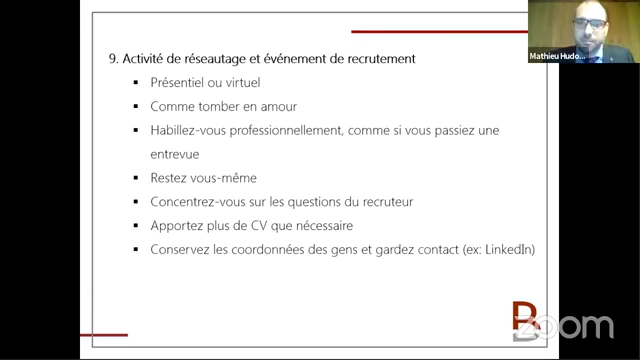 Mathieu Hudo...
9. Activité de réseautage et événement de recrutement
▪ Présentiel ou virtuel
▪ Comme tomber en amour
▪ Habillez-vous professionnellement, comme si vous passiez une
entrevue
▪ Restez vous-même
▪ Concentrez-vous sur les questions du recruteur
▪ Apportez plus de CV que nécessaire
▪ Conservez les coordonnées des gens et gardez contact (ex: LinkedIn)
zoom